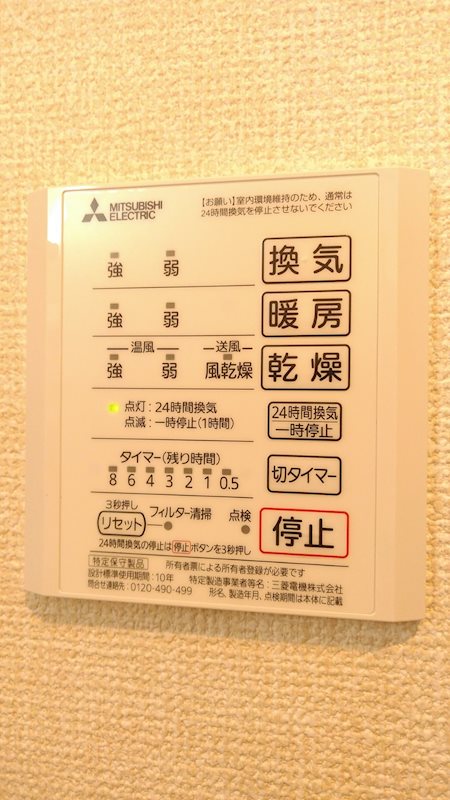 MITSUBISHI
ELECTRIC
【お願い】室内環境維持のため、通常は
24時間換気を停止させないでください
強 弱 換気
強 弱 暖房
温風 送風
強 弱 風乾燥 乾燥
点灯:24時間換気
点滅:一時停止(1時間)
24時間換気
一時停止
タイマー(残り時間)
8 6 4 3 2 1 0.5
切タイマー
3秒押し
リセット フィルター清掃 点検
停止
24時間換気の停止は停止ボタンを3秒押し
特定保守製品 所有者票による所有者登録が必要です
設計標準使用期間:10年 特定製造事業者等名:三菱電機株式会社
問合せ連絡先:0120-490-499 形名、製造年月、点検期間は本体に記載